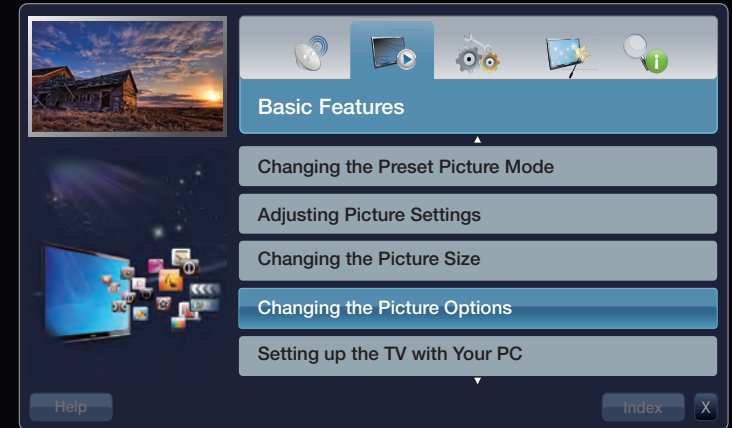 Basic Features
Changing the Preset Picture Mode
Adjusting Picture Settings
Changing the Picture Size
Changing the Picture Options
Setting up the TV with Your PC
Help
Index
X